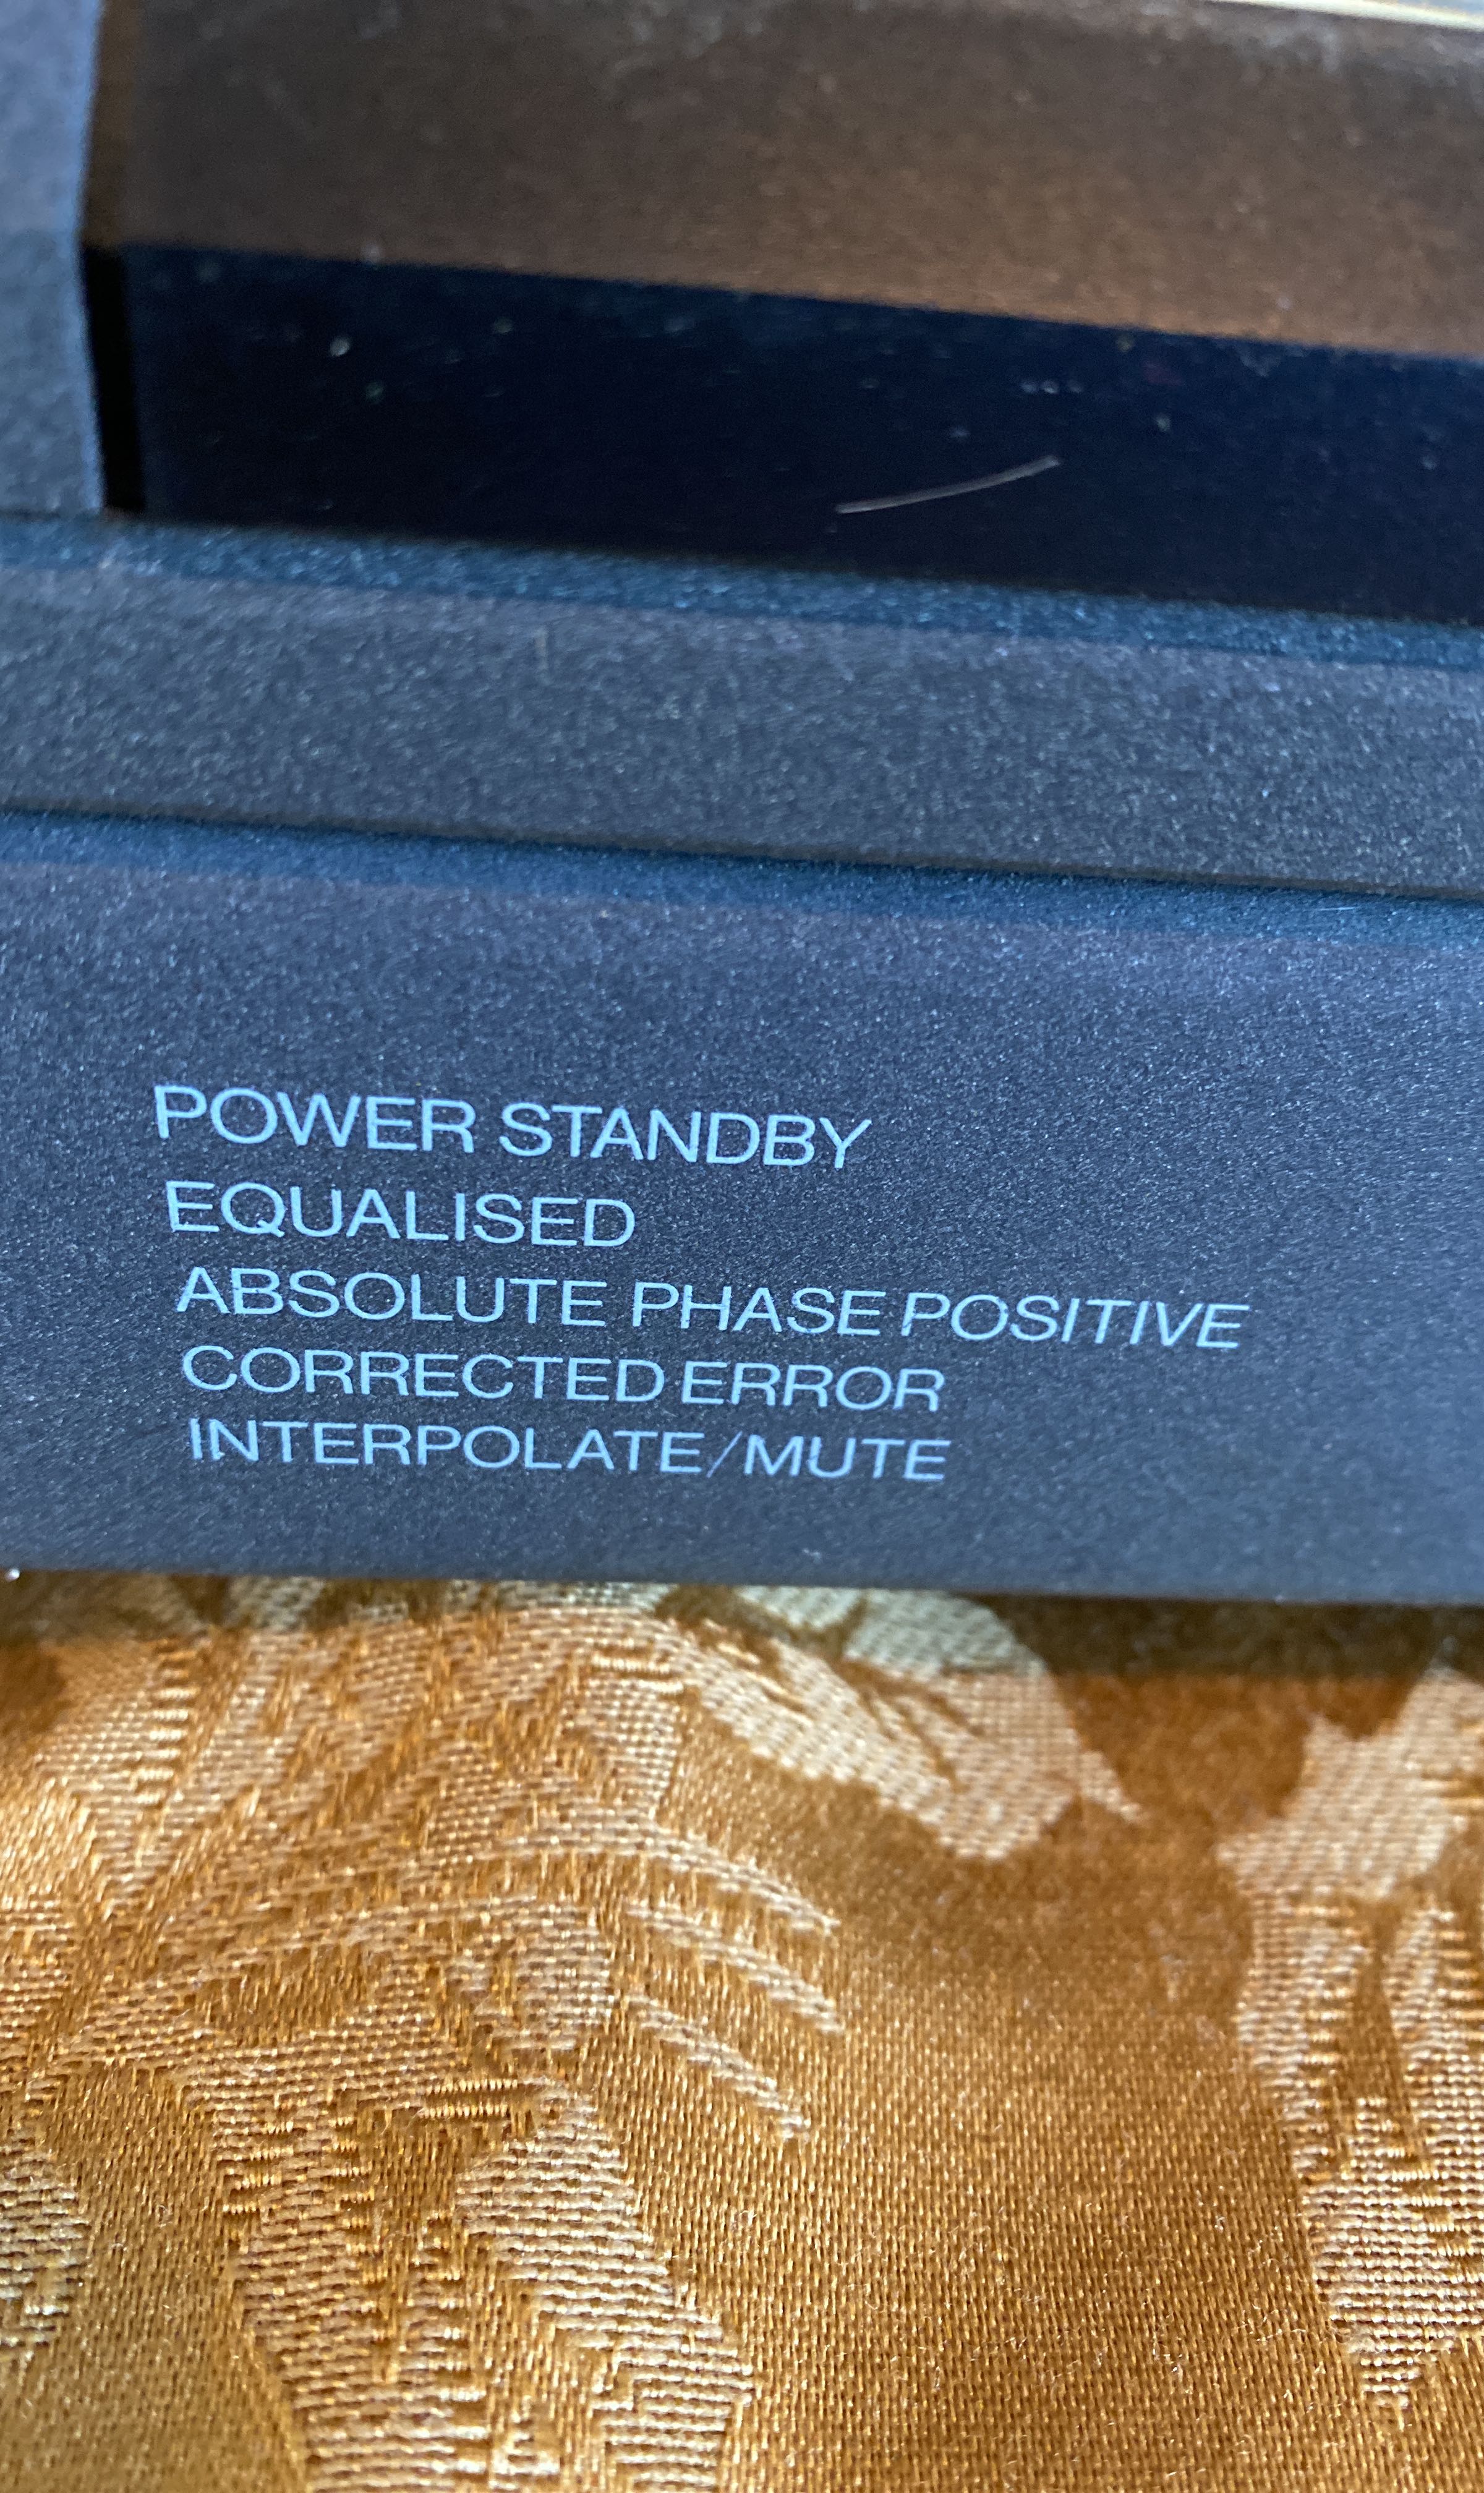 POWER STANDBY
EQUALISED
ABSOLUTE PHASE POSITIVE
CORRECTED ERROR
INTERPOLATE/MUTE